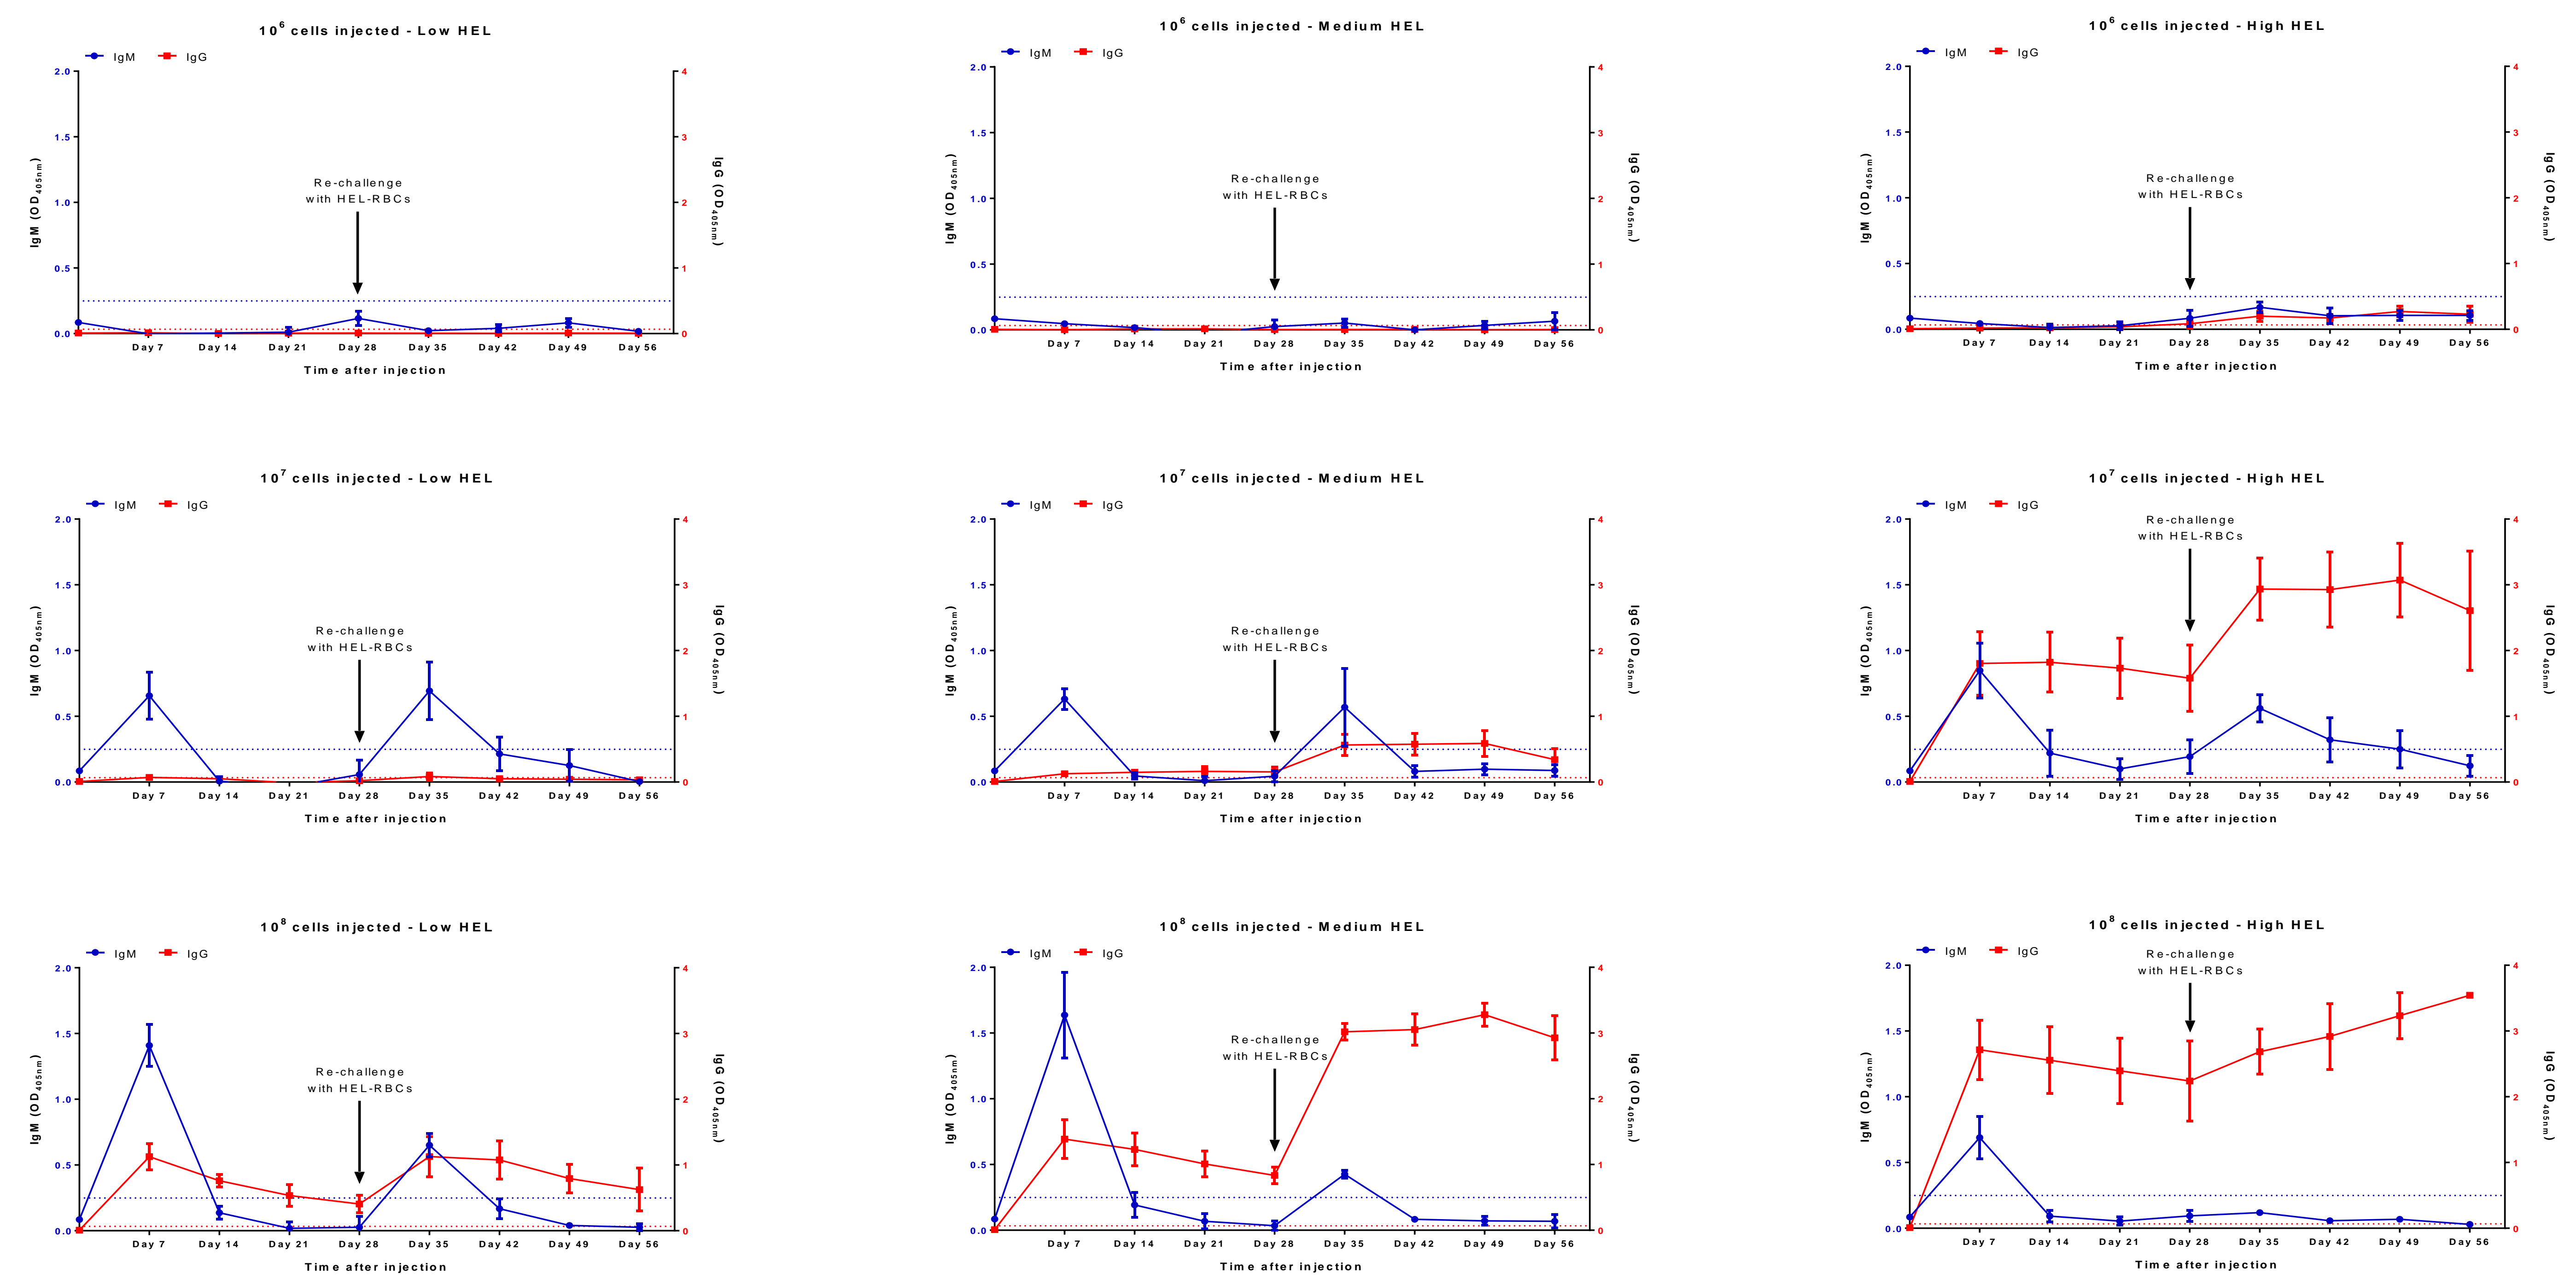 10⁶ cells injected - Low HEL
IgM IgG
2.0
1.5
1.0
0.5
0.0
IgM (OD₄₀₅ₙₘ)
Re-challenge
with HEL-RBCs
4
3
2
1
0
IgG (OD₄₀₅ₙₘ)
Day 7 Day 14 Day 21 Day 28 Day 35 Day 42 Day 49 Day 56
Time after injection
10⁶ cells injected - Medium HEL
IgM IgG
2.0
1.5
1.0
0.5
0.0
IgM (OD₄₀₅ₙₘ)
Re-challenge
with HEL-RBCs
4
3
2
1
0
IgG (OD₄₀₅ₙₘ)
Day 7 Day 14 Day 21 Day 28 Day 35 Day 42 Day 49 Day 56
Time after injection
10⁶ cells injected - High HEL
IgM IgG
2.0
1.5
1.0
0.5
0.0
IgM (OD₄₀₅ₙₘ)
Re-challenge
with HEL-RBCs
4
3
2
1
0
IgG (OD₄₀₅ₙₘ)
Day 7 Day 14 Day 21 Day 28 Day 35 Day 42 Day 49 Day 56
Time after injection
10⁷ cells injected - Low HEL
IgM IgG
2.0
1.5
1.0
0.5
0.0
IgM (OD₄₀₅ₙₘ)
Re-challenge
with HEL-RBCs
4
3
2
1
0
IgG (OD₄₀₅ₙₘ)
Day 7 Day 14 Day 21 Day 28 Day 35 Day 42 Day 49 Day 56
Time after injection
10⁷ cells injected - Medium HEL
IgM IgG
2.0
1.5
1.0
0.5
0.0
IgM (OD₄₀₅ₙₘ)
Re-challenge
with HEL-RBCs
4
3
2
1
0
IgG (OD₄₀₅ₙₘ)
Day 7 Day 14 Day 21 Day 28 Day 35 Day 42 Day 49 Day 56
Time after injection
10⁷ cells injected - High HEL
IgM IgG
2.0
1.5
1.0
0.5
0.0
IgM (OD₄₀₅ₙₘ)
Re-challenge
with HEL-RBCs
4
3
2
1
0
IgG (OD₄₀₅ₙₘ)
Day 7 Day 14 Day 21 Day 28 Day 35 Day 42 Day 49 Day 56
Time after injection
10⁸ cells injected - Low HEL
IgM IgG
2.0
1.5
1.0
0.5
0.0
IgM (OD₄₀₅ₙₘ)
Re-challenge
with HEL-RBCs
4
3
2
1
0
IgG (OD₄₀₅ₙₘ)
Day 7 Day 14 Day 21 Day 28 Day 35 Day 42 Day 49 Day 56
Time after injection
10⁸ cells injected - Medium HEL
IgM IgG
2.0
1.5
1.0
0.5
0.0
IgM (OD₄₀₅ₙₘ)
Re-challenge
with HEL-RBCs
4
3
2
1
0
IgG (OD₄₀₅ₙₘ)
Day 7 Day 14 Day 21 Day 28 Day 35 Day 42 Day 49 Day 56
Time after injection
10⁸ cells injected - High HEL
IgM IgG
2.0
1.5
1.0
0.5
0.0
IgM (OD₄₀₅ₙₘ)
Re-challenge
with HEL-RBCs
4
3
2
1
0
IgG (OD₄₀₅ₙₘ)
Day 7 Day 14 Day 21 Day 28 Day 35 Day 42 Day 49 Day 56
Time after injection